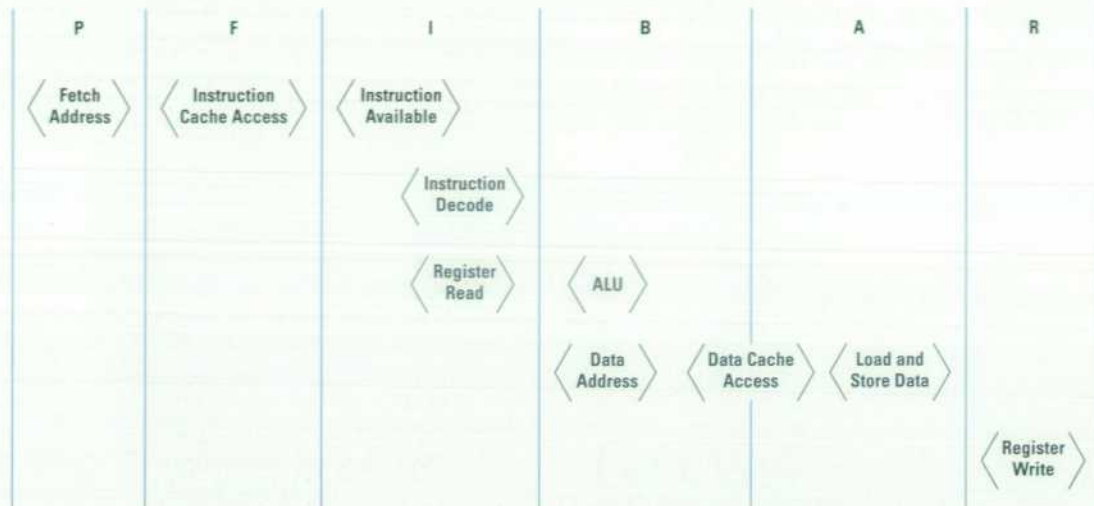 P F I B A R
Fetch Address
Instruction Cache Access
Instruction Available
Instruction Decode
Register Read
ALU
Data Address
Data Cache Access
Load and Store Data
Register Write